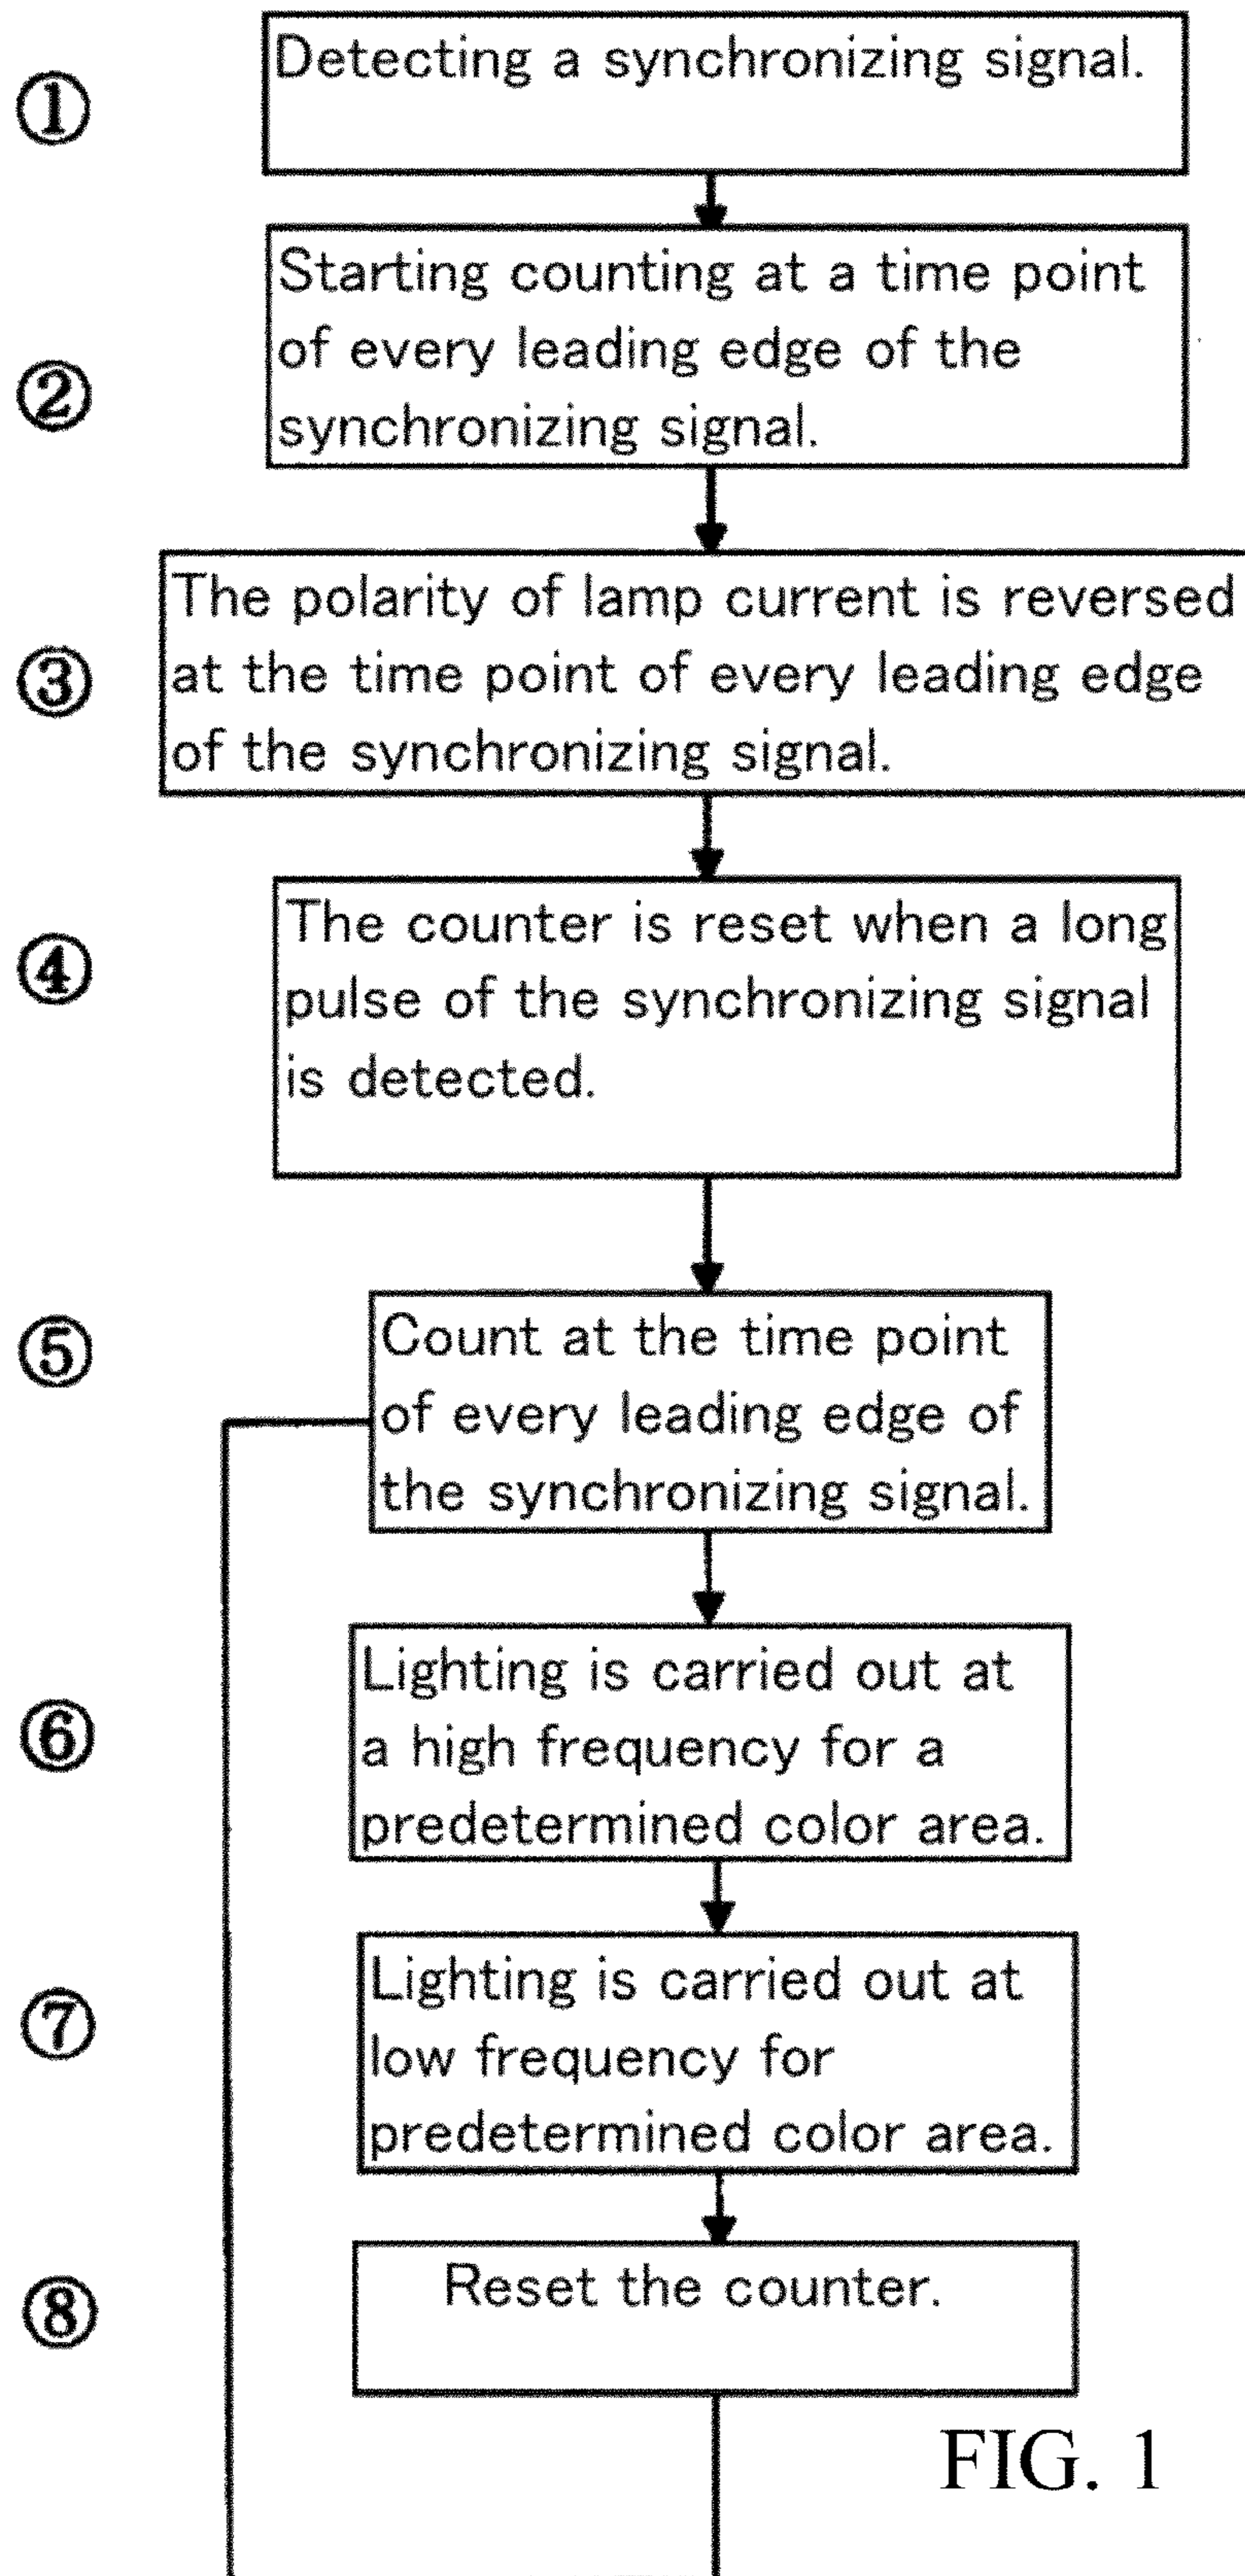 ①
Detecting a synchronizing signal.
②
Starting counting at a time point
of every leading edge of the
synchronizing signal.
③
The polarity of lamp current is reversed
at the time point of every leading edge
of the synchronizing signal.
④
The counter is reset when a long
pulse of the synchronizing signal
is detected.
⑤
Count at the time point
of every leading edge of
the synchronizing signal.
⑥
Lighting is carried out at
a high frequency for a
predetermined color area.
⑦
Lighting is carried out at
low frequency for
predetermined color area.
⑧
Reset the counter.
FIG. 1